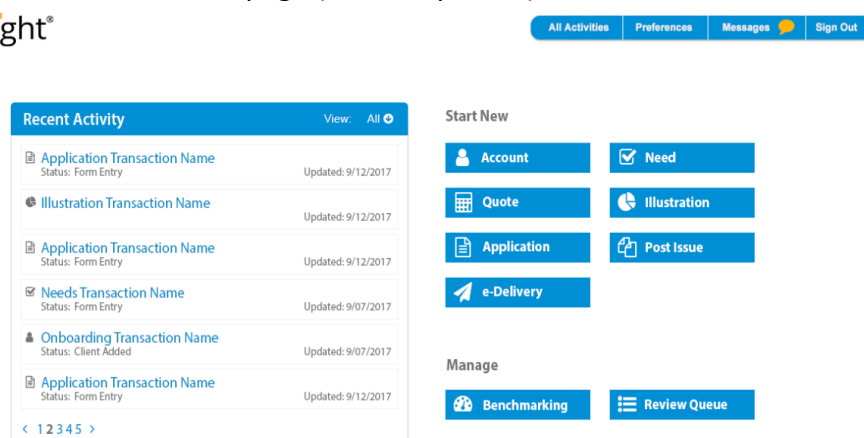 ght®
All Activities Preferences Messages Sign Out
Recent Activity View: All
Application Transaction Name
Status: Form Entry Updated: 9/12/2017
Illustration Transaction Name
Updated: 9/12/2017
Application Transaction Name
Status: Form Entry Updated: 9/12/2017
Needs Transaction Name
Status: Form Entry Updated: 9/07/2017
Onboarding Transaction Name
Status: Client Added Updated: 9/07/2017
Application Transaction Name
Status: Form Entry Updated: 9/12/2017
< 1 2 3 4 5 >
Start New
Account Need
Quote Illustration
Application Post Issue
e-Delivery
Manage
Benchmarking Review Queue